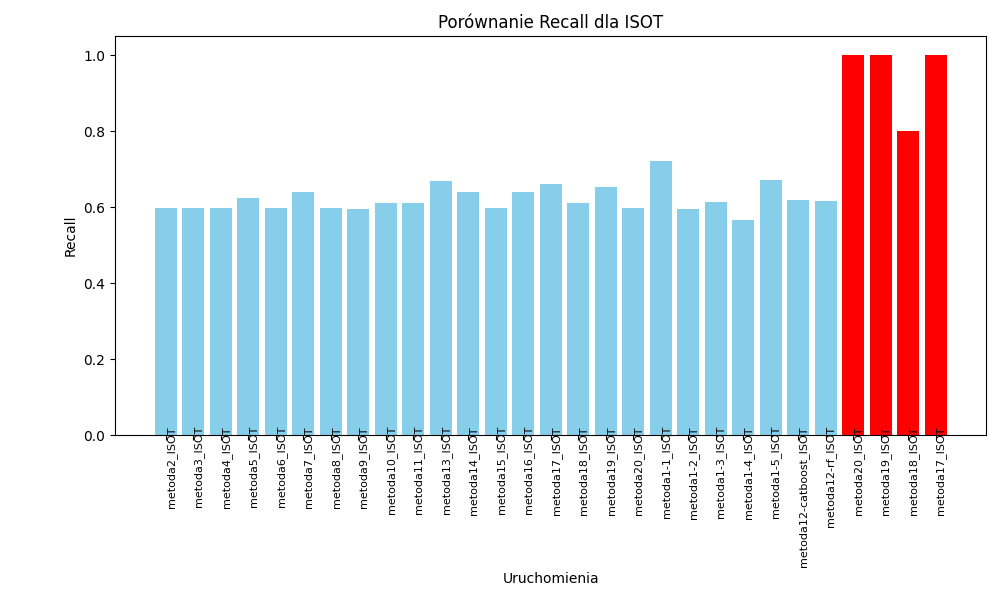 Porównanie Recall dla ISOT
Recall
1.0
0.8
0.6
0.4
0.2
0.0
metoda2_ISOT
metoda3_ISOT
metoda4_ISOT
metoda5_ISOT
metoda6_ISOT
metoda7_ISOT
metoda8_ISOT
metoda9_ISOT
metoda10_ISOT
metoda11_ISOT
metoda13_ISOT
metoda14_ISOT
metoda15_ISOT
metoda16_ISOT
metoda17_ISOT
metoda18_ISOT
metoda19_ISOT
metoda20_ISOT
metoda1-1_ISOT
metoda1-2_ISOT
metoda1-3_ISOT
metoda1-4_ISOT
metoda1-5_ISOT
metoda12-catboost_ISOT
metoda12-rf_ISOT
metoda20_ISOT
metoda19_ISOT
metoda18_ISOT
metoda17_ISOT
Uruchomienia